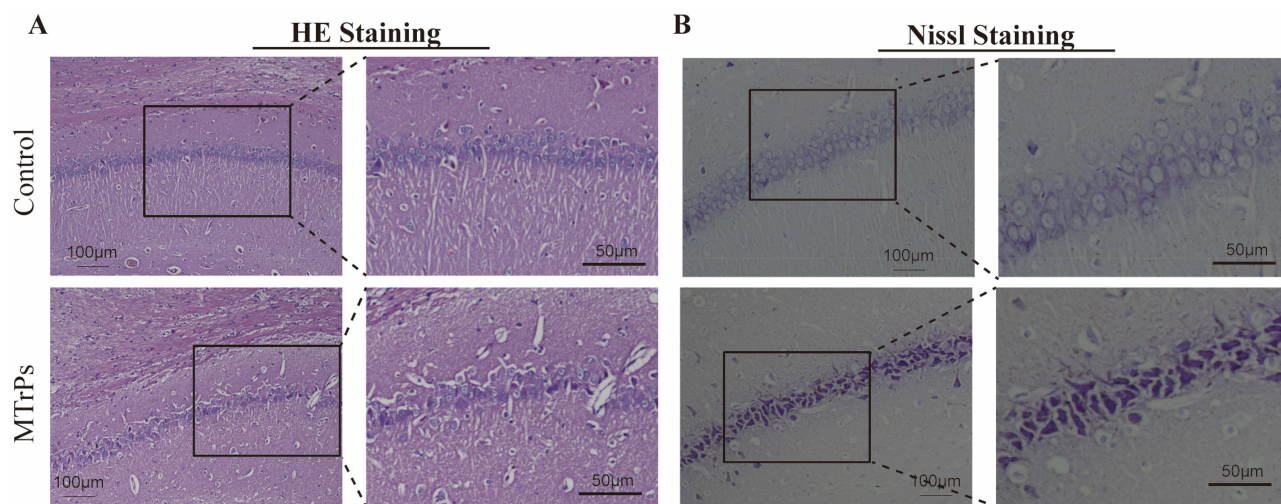 A
HE Staining
B
Nissl Staining
Control
100μm
50μm
100μm
50μm
MTrPs
100μm
50μm
100μm
50μm